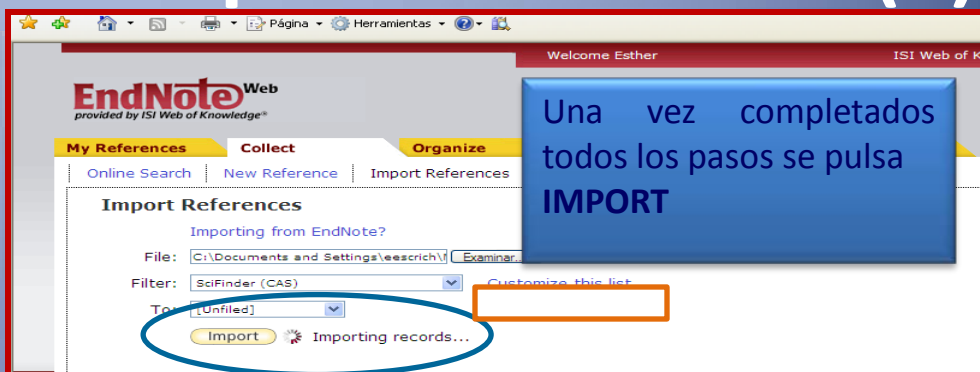 Página Herramientas
Welcome Esther ISI Web of K
EndNote Web
provided by ISI Web of Knowledge
My References Collect Organize
Online Search New Reference Import References
Una vez completados
todos los pasos se pulsa
IMPORT
Import References
Importing from EndNote?
File: C:\Documents and Settings\eescrich\ Examinar...
Filter: SciFinder (CAS) Customize this list
To: [Unfiled]
Import Importing records...